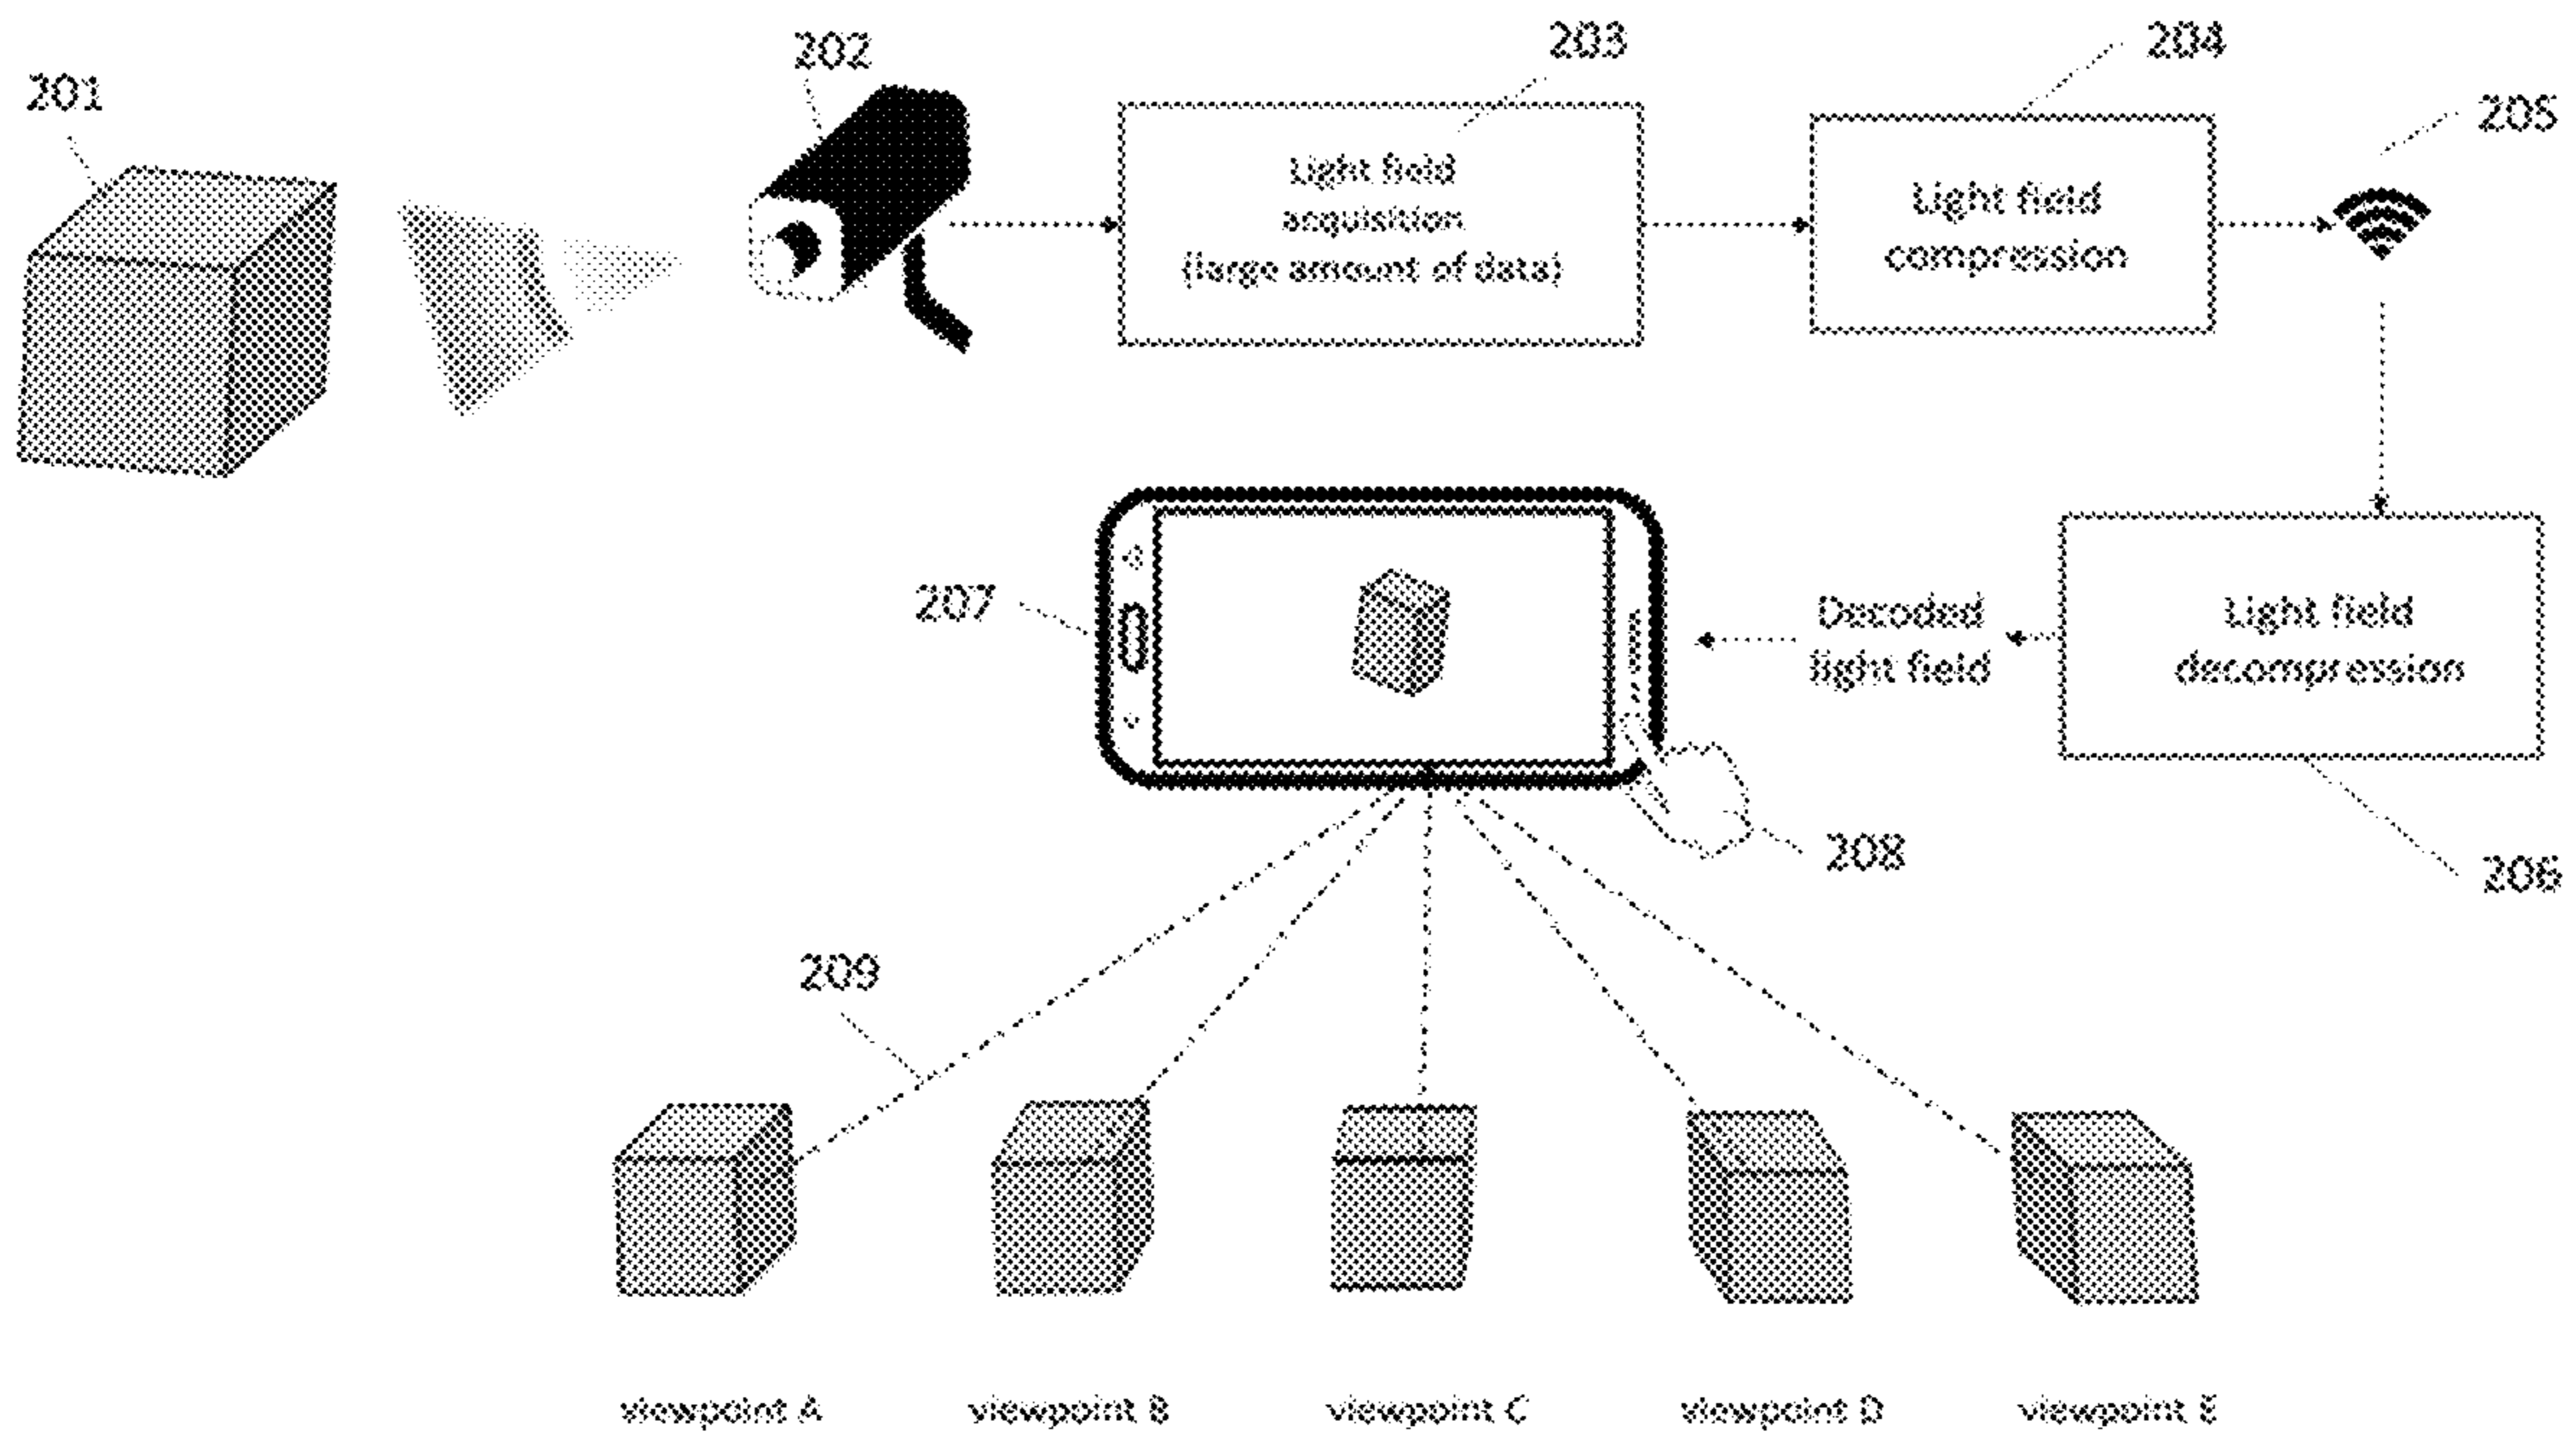 201
202
203
204
205
Light field
acquisition
(large amount of data)
Light field
compression
207
Decoded
light field
Light field
decompression
208
206
209
viewpoint A
viewpoint B
viewpoint C
viewpoint D
viewpoint E